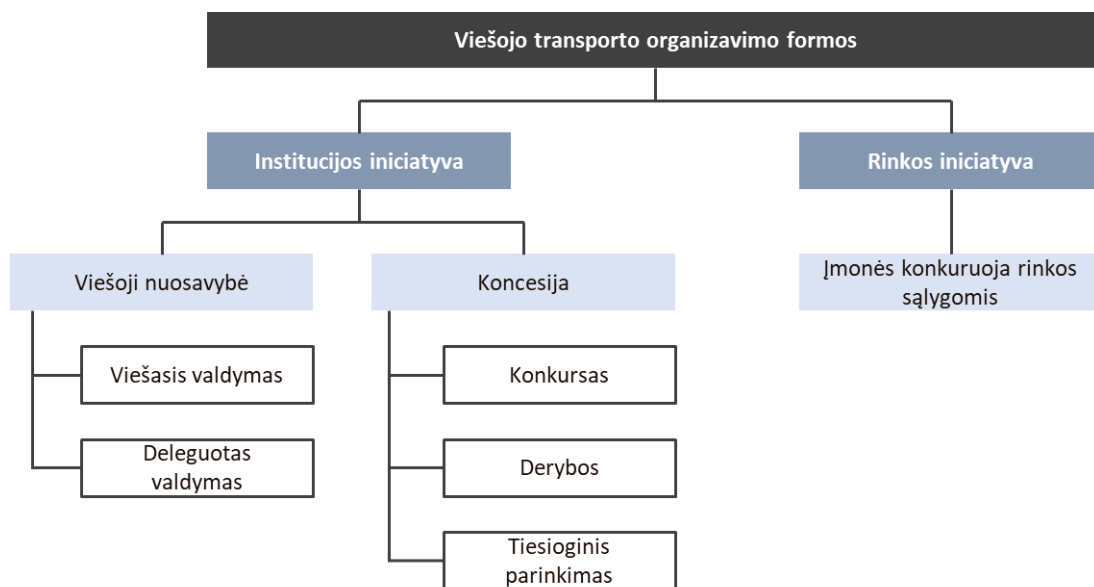 Viešojo transporto organizavimo formos
Institucijos iniciatyva
Rinkos iniciatyva
Viešoji nuosavybė
Koncesija
Įmonės konkuruoja rinkos
sąlygomis
Viešasis valdymas
Konkursas
Deleguotas
valdymas
Derybos
Tiesioginis
parinkimas